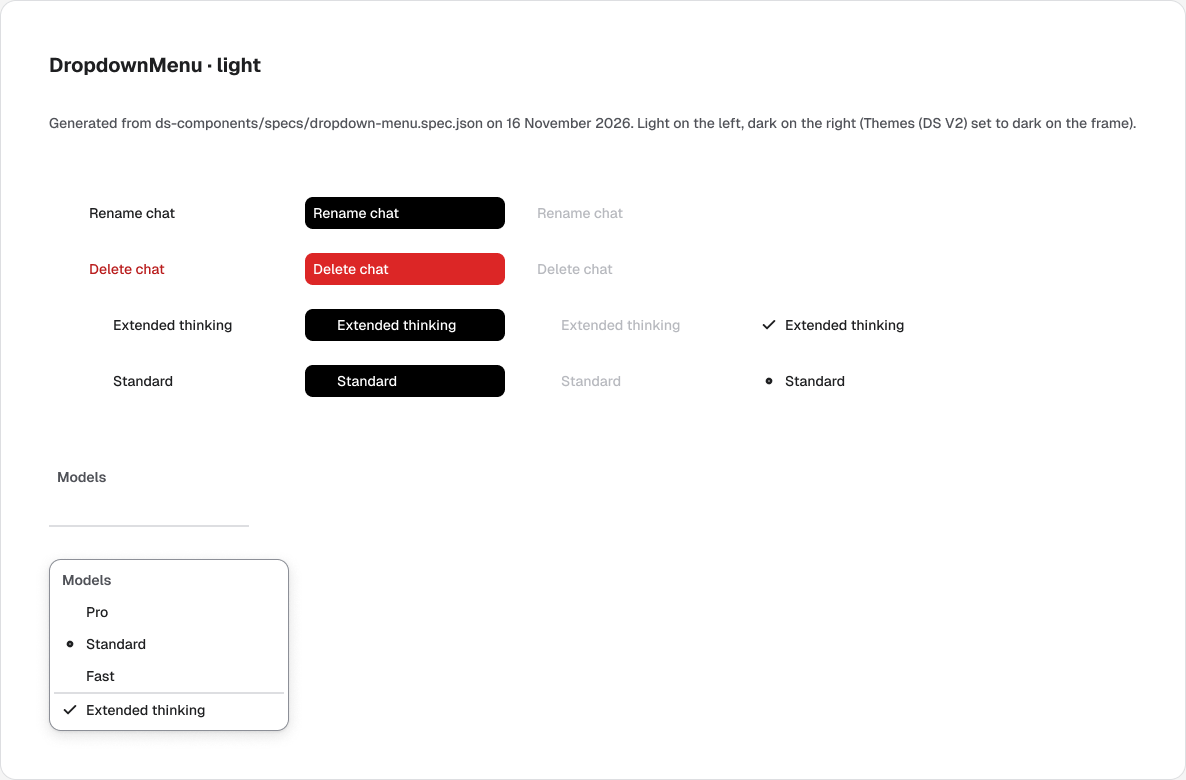 DropdownMenu · light
Generated from ds-components/specs/dropdown-menu.spec.json on 16 November 2026. Light on the left, dark on the right (Themes (DS V2) set to dark on the frame).
Rename chat Rename chat Rename chat
Delete chat Delete chat Delete chat
Extended thinking Extended thinking Extended thinking Extended thinking
Standard Standard Standard Standard
Models
Models
Pro
Standard
Fast
Extended thinking